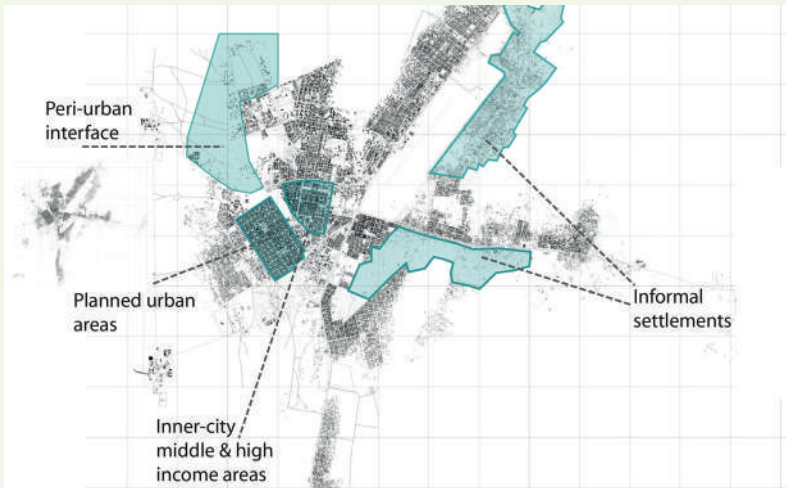 Peri-urban
interface
Planned urban
areas
Informal
settlements
Inner-city
middle & high
income areas